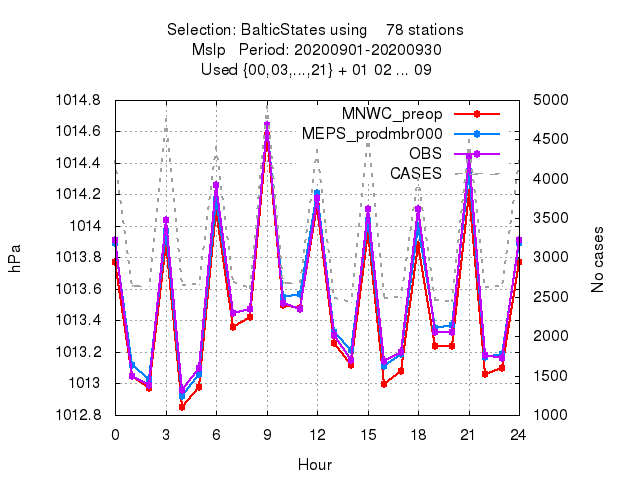 Selection: BalticStates using 78 stations
Mslp Period: 20200901-20200930
Used {00,03,...,21} + 01 02 ... 09
1014.8
1014.6
1014.4
1014.2
1014
1013.8
1013.6
1013.4
1013.2
1013
1012.8
hPa
MNWC_preop
MEPS_prodmbr000
OBS
CASES
5000
4500
4000
3500
3000
2500
2000
1500
1000
No cases
0 3 6 9 12 15 18 21 24
Hour